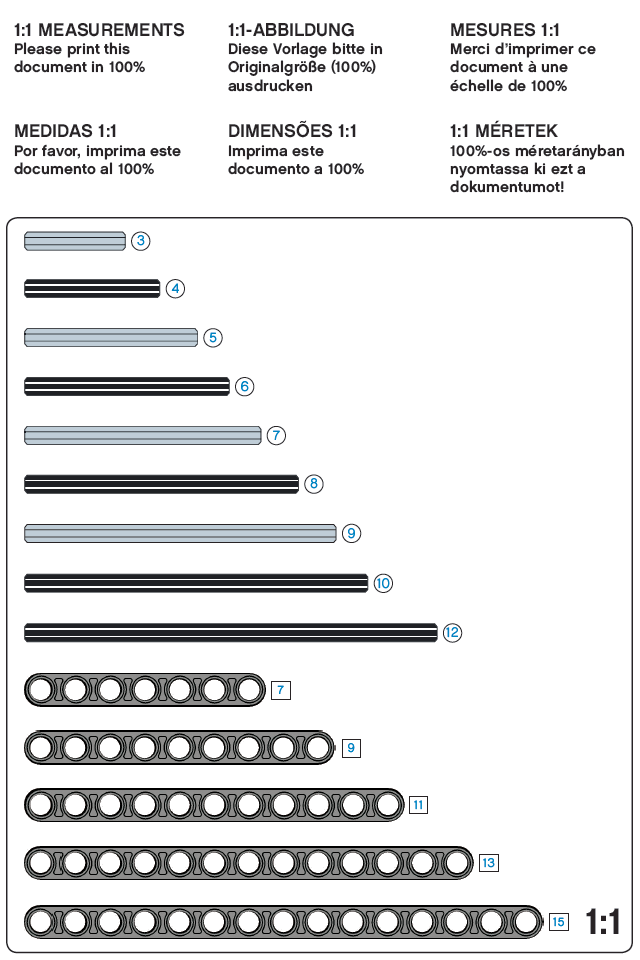 1:1 MEASUREMENTS
Please print this
document in 100%
1:1-ABBILDUNG
Diese Vorlage bitte in
Originalgröße (100%)
ausdrucken
MESURES 1:1
Merci d'imprimer ce
document à une
échelle de 100%
MEDIDAS 1:1
Por favor, imprima este
documento al 100%
DIMENSÕES 1:1
Imprima este
documento a 100%
1:1 MÉRETEK
100%-os méretarányban
nyomtassa ki ezt a
dokumentumot!
3
4
5
6
7
8
9
10
12
7
9
11
13
15
1:1